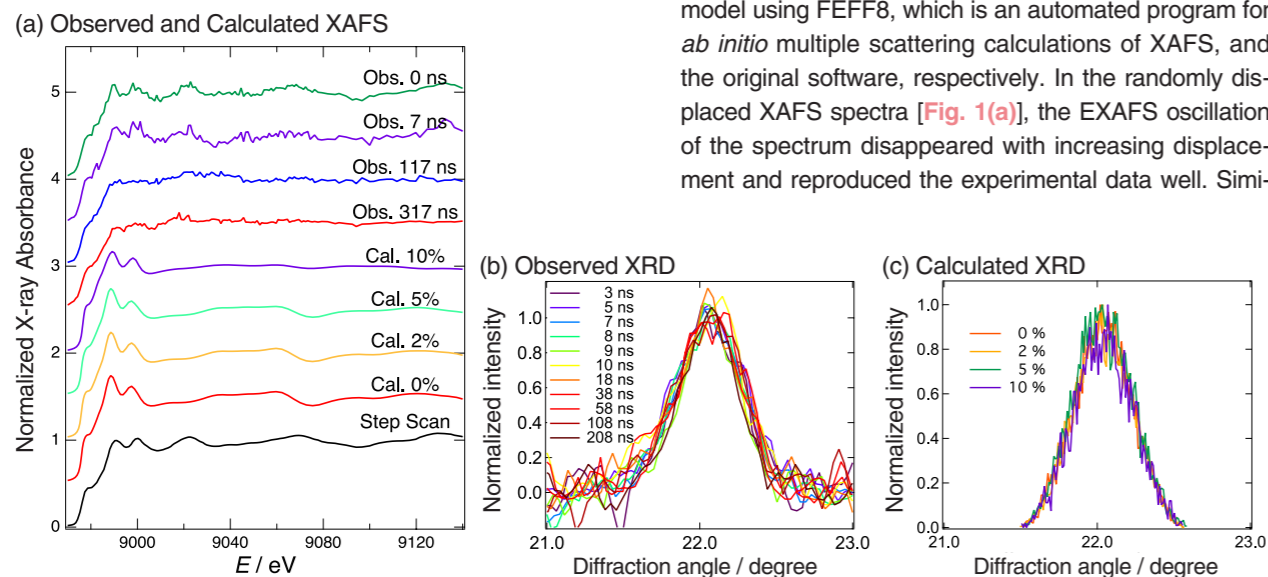 (a) Observed and Calculated XAFS
Normalized X-ray Absorbance
5
4
3
2
1
0
Obs. 0 ns
Obs. 7 ns
Obs. 117 ns
Obs. 317 ns
Cal. 10%
Cal. 5%
Cal. 2%
Cal. 0%
Step Scan
9000 9040 9080 9120
E / eV
model using FEFF8, which is an automated program for
ab initio multiple scattering calculations of XAFS, and
the original software, respectively. In the randomly dis-
placed XAFS spectra [Fig. 1(a)], the EXAFS oscillation
of the spectrum disappeared with increasing displace-
ment and reproduced the experimental data well. Simi-
(b) Observed XRD
Normalized intensity
1.0
0.8
0.6
0.4
0.2
0.0
3 ns
5 ns
7 ns
8 ns
9 ns
10 ns
18 ns
38 ns
58 ns
108 ns
208 ns
21.0 22.0 23.0
Diffraction angle / degree
(c) Calculated XRD
Normalized intensity
1.0
0.8
0.6
0.4
0.2
0.0
0 %
2 %
5 %
10 %
21.0 22.0 23.0
Diffraction angle / degree